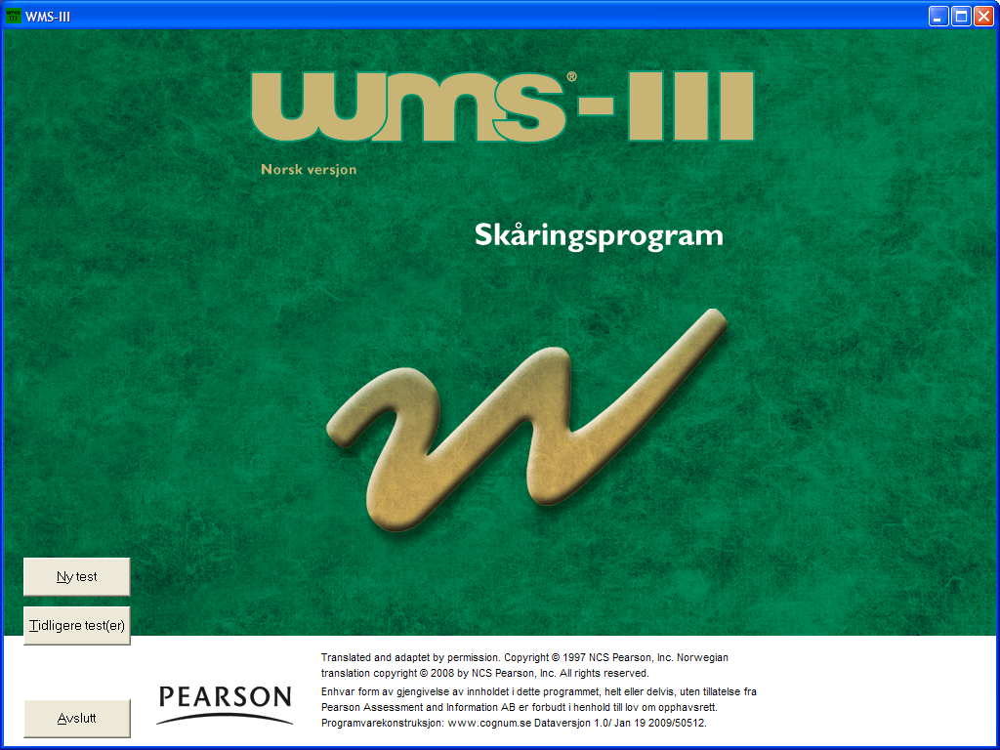 WMS-III
wms®-III
Norsk versjon
Skåringsprogram
Ny test
Tidligere test(er)
Avslutt
PEARSON
Translated and adaptet by permission. Copyright © 1997 NCS Pearson, Inc. Norwegian
translation copyright © 2008 by NCS Pearson, Inc. All rights reserved.
Enhvar form av gjengivelse av innholdet i dette programmet, helt eller delvis, uten tillatelse fra
Pearson Assessment and Information AB er forbudt i henhold till lov om opphavsrett.
Programvarekonstruksjon: www.cognum.se Dataversjon 1.0/ Jan 19 2009/50512.